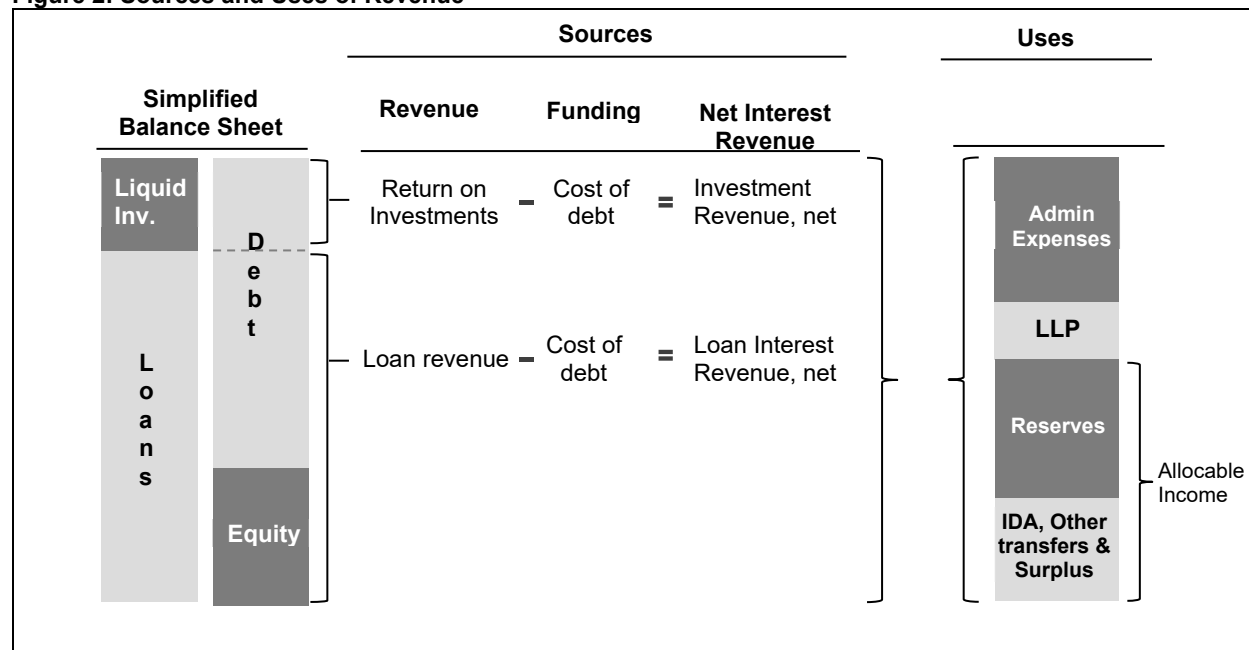 Figure 2: Sources and Uses of Revenue
Sources
Uses
Simplified
Balance Sheet
Revenue
Funding
Net Interest
Revenue
Liquid
Inv.
D
e
b
t
Return on
Investments
–
Cost of
debt
=
Investment
Revenue, net
L
o
a
n
s
Equity
Loan revenue
–
Cost of
debt
=
Loan Interest
Revenue, net
Admin
Expenses
LLP
Reserves
IDA, Other
transfers &
Surplus
Allocable
Income